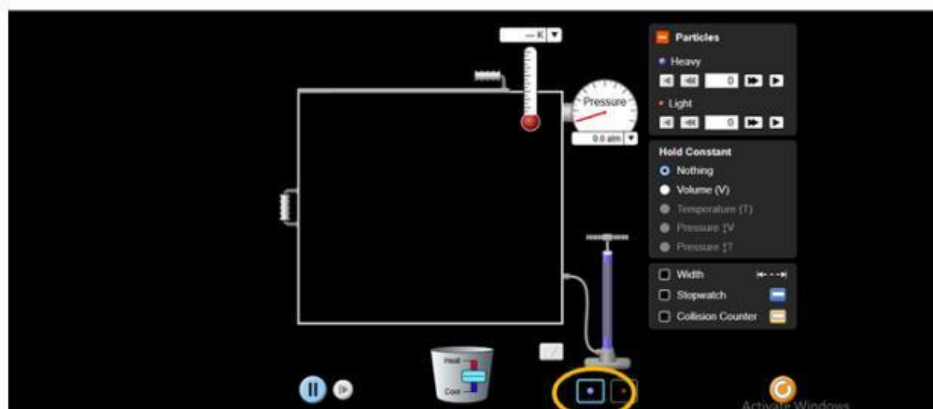 --- K
Particles
Heavy
0
Light
0
Pressure
0.0 atm
Hold Constant
Nothing
Volume (V)
Temperature (T)
Pressure ↕V
Pressure ↕T
Width
Stopwatch
Collision Counter
Heat
Cool
Activate Windows